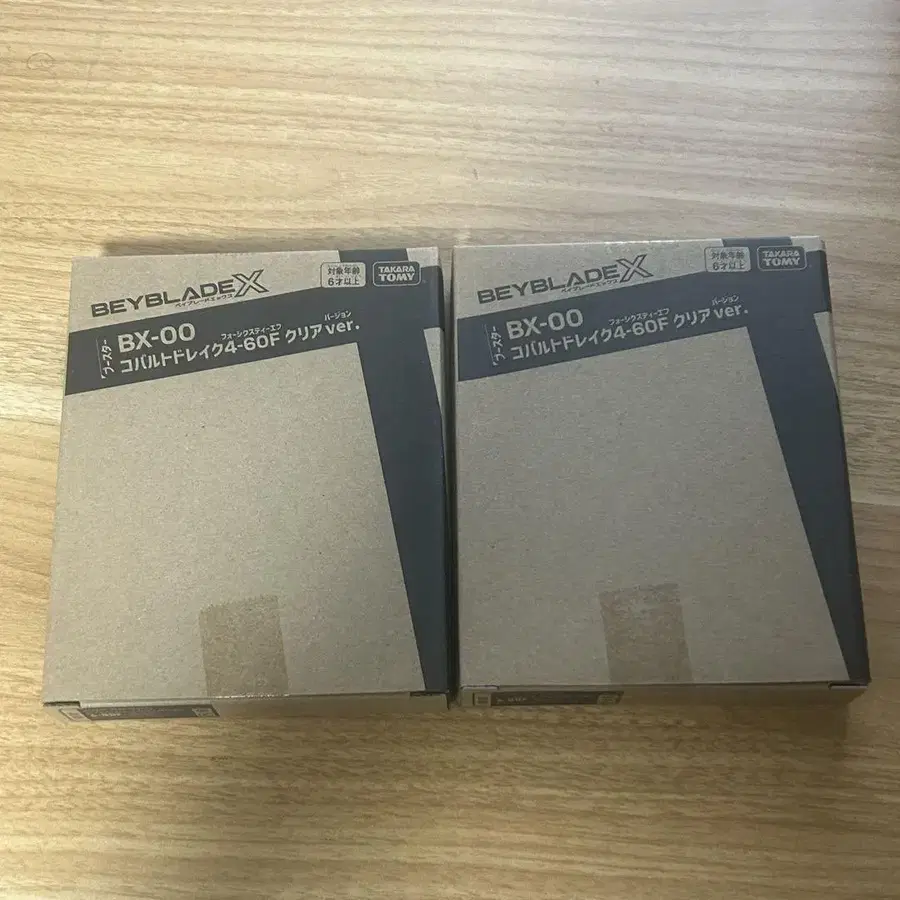 BEYBLADE X
ベイブレードエックス
対象年齢
6才以上
TAKARA
TOMY
ブースター
BX-00
フォーシックスティーエフ
バージョン
コバルトドレイク4-60F クリアver.
BEYBLADE X
ベイブレードエックス
対象年齢
6才以上
TAKARA
TOMY
ブースター
BX-00
フォーシックスティーエフ
バージョン
コバルトドレイク4-60F クリアver.